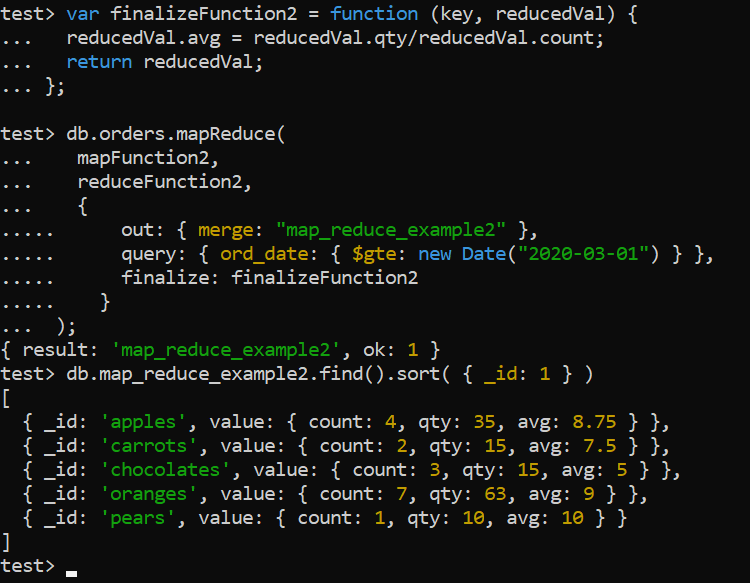 test> var finalizeFunction2 = function (key, reducedVal) {
...   reducedVal.avg = reducedVal.qty/reducedVal.count;
...   return reducedVal;
... };
test> db.orders.mapReduce(
...    mapFunction2,
...    reduceFunction2,
...    {
.....      out: { merge: "map_reduce_example2" },
.....      query: { ord_date: { $gte: new Date("2020-03-01") } },
.....      finalize: finalizeFunction2
.....    }
...  );
{ result: 'map_reduce_example2', ok: 1 }
test> db.map_reduce_example2.find().sort( { _id: 1 } )
[
  { _id: 'apples', value: { count: 4, qty: 35, avg: 8.75 } },
  { _id: 'carrots', value: { count: 2, qty: 15, avg: 7.5 } },
  { _id: 'chocolates', value: { count: 3, qty: 15, avg: 5 } },
  { _id: 'oranges', value: { count: 7, qty: 63, avg: 9 } },
  { _id: 'pears', value: { count: 1, qty: 10, avg: 10 } }
]
test>